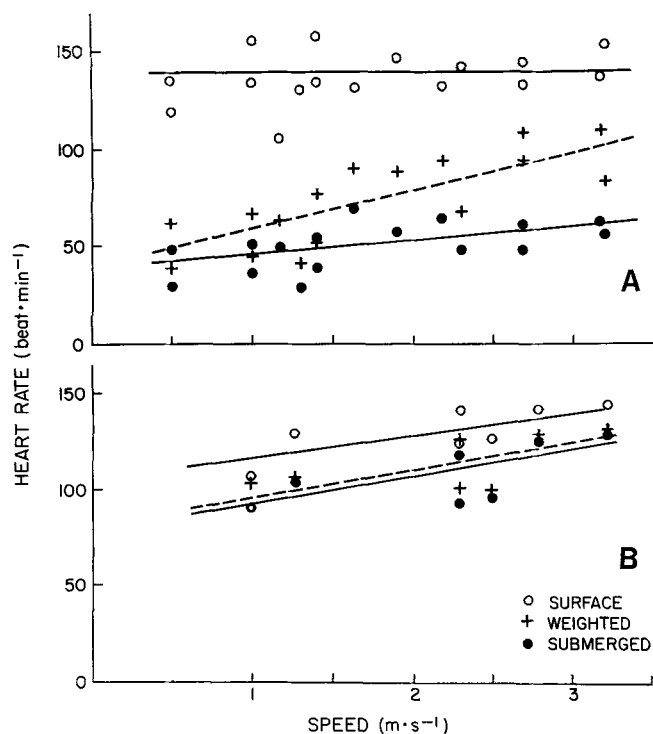 150
100
50
0
A
HEART RATE (beat·min⁻¹)
150
100
50
0
B
○ SURFACE
+ WEIGHTED
● SUBMERGED
1 2 3
SPEED (m·s⁻¹)